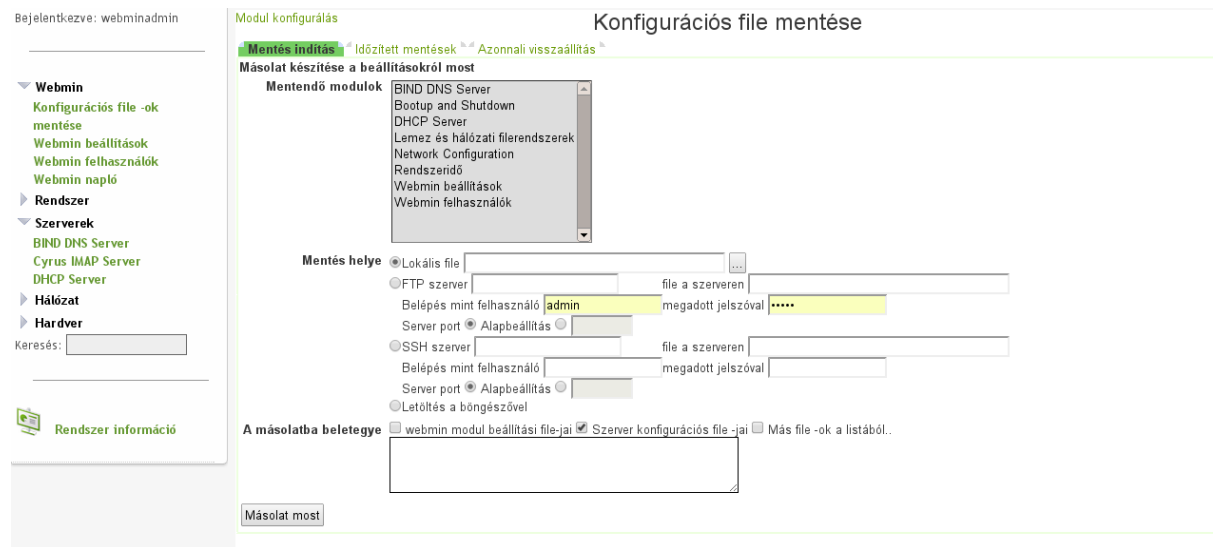 Bejelentkezve: webminadmin
Webmin
Konfigurációs file -ok
mentése
Webmin beállítások
Webmin felhasználók
Webmin napló
Rendszer
Szerverek
BIND DNS Server
Cyrus IMAP Server
DHCP Server
Hálózat
Hardver
Keresés:
Rendszer információ
Modul konfigurálás
Konfigurációs file mentése
Mentés indítás Időzített mentések Azonnali visszaállítás
Másolat készítése a beállításokról most
Mentendő modulok
BIND DNS Server
Bootup and Shutdown
DHCP Server
Lemez és hálózati filerendszerek
Network Configuration
Rendszeridő
Webmin beállítások
Webmin felhasználók
Mentés helye Lokális file ...
FTP szerver file a szerveren
Belépés mint felhasználó admin megadott jelszóval •••••
Server port Alapbeállítás
SSH szerver file a szerveren
Belépés mint felhasználó megadott jelszóval
Server port Alapbeállítás
Letöltés a böngészővel
A másolatba beletegye webmin modul beállítási file-jai Szerver konfigurációs file -jai Más file -ok a listából..
Másolat most